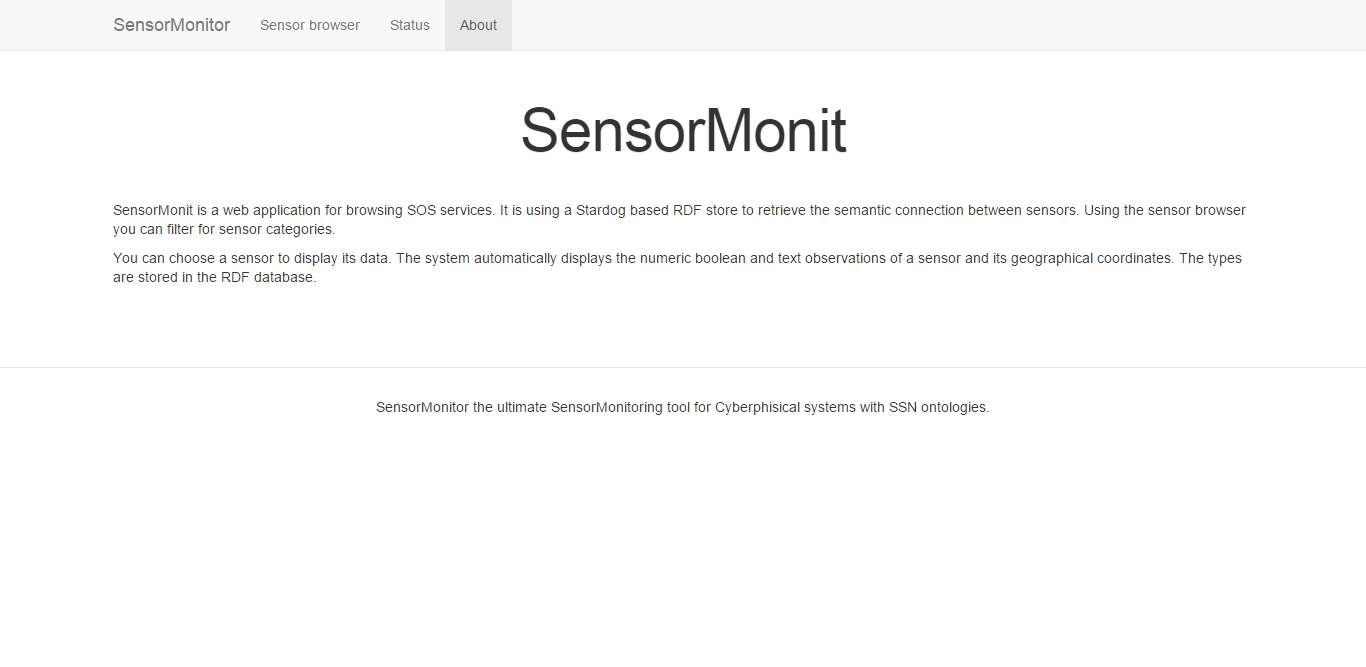 SensorMonitor Sensor browser Status About
SensorMonit
SensorMonit is a web application for browsing SOS services. It is using a Stardog based RDF store to retrieve the semantic connection between sensors. Using the sensor browser
you can filter for sensor categories.
You can choose a sensor to display its data. The system automatically displays the numeric boolean and text observations of a sensor and its geographical coordinates. The types
are stored in the RDF database.
SensorMonitor the ultimate SensorMonitoring tool for Cyberphisical systems with SSN ontologies.